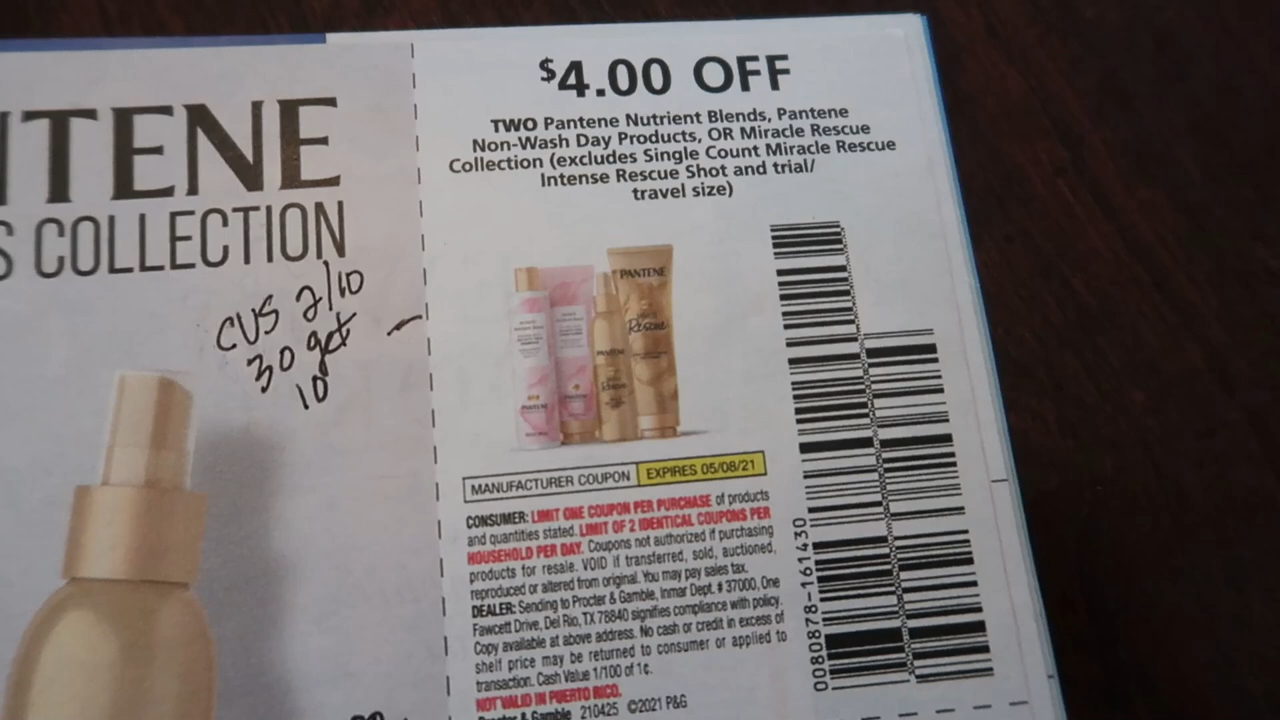 NTENE
S COLLECTION
CVS 2/10
30 get
10
$4.00 OFF
TWO Pantene Nutrient Blends, Pantene
Non-Wash Day Products, OR Miracle Rescue
Collection (excludes Single Count Miracle Rescue
Intense Rescue Shot and trial/
travel size)
PANTENE
Rescue
PANTENE
Rescue
PANTENE
MANUFACTURER COUPON EXPIRES 05/08/21
CONSUMER: LIMIT ONE COUPON PER PURCHASE of products
and quantities stated. LIMIT OF 2 IDENTICAL COUPONS PER
HOUSEHOLD PER DAY. Coupons not authorized if purchasing
products for resale. VOID if transferred, sold, auctioned,
reproduced or altered from original. You may pay sales tax.
DEALER: Sending to Procter & Gamble, Inmar Dept. # 37000, One
Fawcett Drive, Del Rio, TX 78840 signifies compliance with policy.
Copy available at above address. No cash or credit in excess of
shelf price may be returned to consumer or applied to
transaction. Cash Value 1/100 of 1¢.
NOT VALID IN PUERTO RICO.
Procter & Gamble 210425 ©2021 P&G
0080878-161430